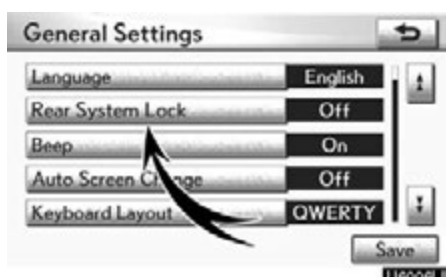 General Settings
Language English
Rear System Lock Off
Beep On
Auto Screen Change Off
Keyboard Layout QWERTY
Save